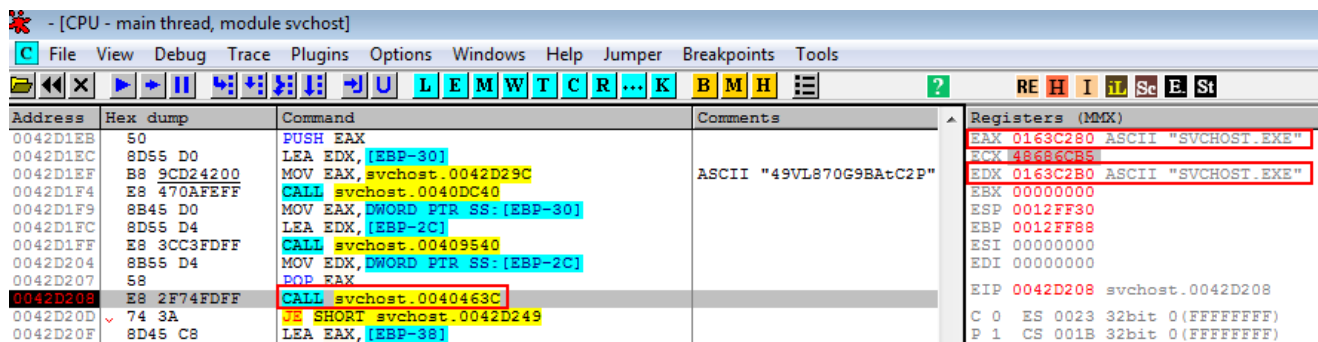 - [CPU - main thread, module svchost]
C File View Debug Trace Plugins Options Windows Help Jumper Breakpoints Tools
L E M W T C R ... K B M H ? RE H I iL Sc E. St
Address Hex dump Command Comments Registers (MMX)
0042D1EB 50 PUSH EAX EAX 0163C280 ASCII "SVCHOST.EXE"
0042D1EC 8D55 D0 LEA EDX,[EBP-30] ECX 48686CB5
0042D1EF B8 9CD24200 MOV EAX,svchost.0042D29C ASCII "49VL870G9BAtC2P" EDX 0163C2B0 ASCII "SVCHOST.EXE"
0042D1F4 E8 470AFEFF CALL svchost.0040DC40 EBX 00000000
0042D1F9 8B45 D0 MOV EAX,DWORD PTR SS:[EBP-30] ESP 0012FF30
0042D1FC 8D55 D4 LEA EDX,[EBP-2C] EBP 0012FF88
0042D1FF E8 3CC3FDFF CALL svchost.00409540 ESI 00000000
0042D204 8B55 D4 MOV EDX,DWORD PTR SS:[EBP-2C] EDI 00000000
0042D207 58 POP EAX
0042D208 E8 2F74FDFF CALL svchost.0040463C EIP 0042D208 svchost.0042D208
0042D20D 74 3A JE SHORT svchost.0042D249 C 0 ES 0023 32bit 0(FFFFFFFF)
0042D20F 8D45 C8 LEA EAX,[EBP-38] P 1 CS 001B 32bit 0(FFFFFFFF)